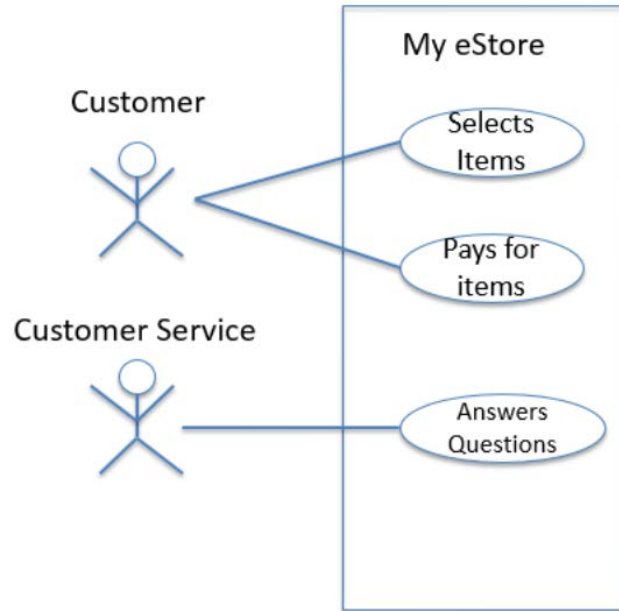 My eStore
Customer
Selects
Items
Pays for
items
Customer Service
Answers
Questions